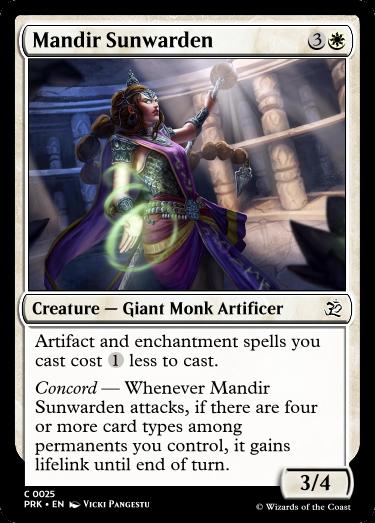 Mandir Sunwarden 3
Creature — Giant Monk Artificer
Artifact and enchantment spells you
cast cost 1 less to cast.
Concord — Whenever Mandir
Sunwarden attacks, if there are four
or more card types among
permanents you control, it gains
lifelink until end of turn.
3/4
C 0025
PRK • EN Vicki Pangestu
© Wizards of the Coast